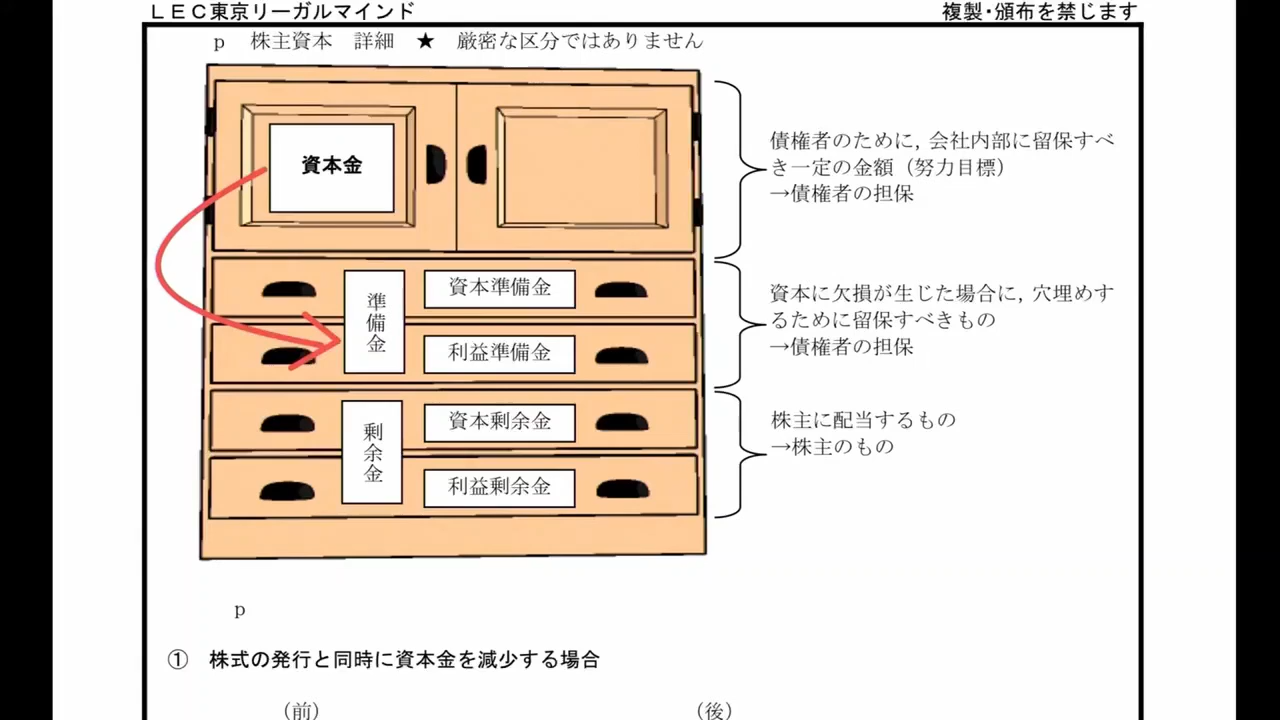 LEC東京リーガルマインド
複製･頒布を禁じます
p 株主資本 詳細 ★ 厳密な区分ではありません
資本金
債権者のために，会社内部に留保すべ
き一定の金額（努力目標）
→債権者の担保
準備金
資本準備金
利益準備金
資本に欠損が生じた場合に，穴埋めす
るために留保すべきもの
→債権者の担保
剰余金
資本剰余金
利益剰余金
株主に配当するもの
→株主のもの
p
① 株式の発行と同時に資本金を減少する場合
（前）
（後）